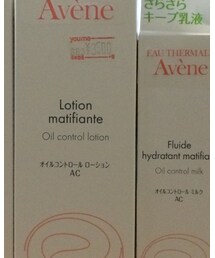 Avène
Lotion
matifiante
Oil control lotion
オイルコントロール ローション
AC
さらさら
キープ乳液
EAU THERMAL
Avène
Fluide
hydratant matifia
Oil control milk
オイルコントロール ミルク
AC